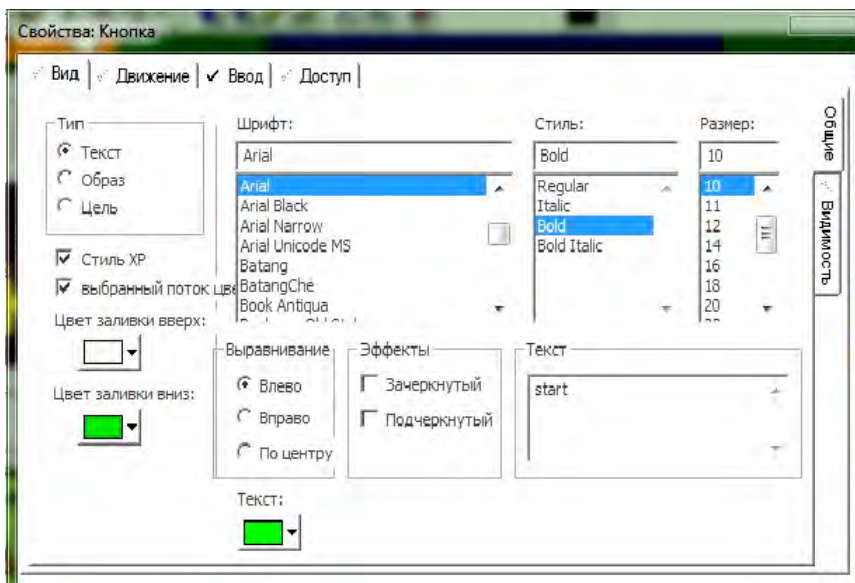 Свойства: Кнопка
Вид
Движение
Ввод
Доступ
Общие
Видимость
Тип
Текст
Образ
Цель
Стиль XP
выбранный поток цве
Цвет заливки вверх:
Цвет заливки вниз:
Шрифт:
Arial
Arial
Arial Black
Arial Narrow
Arial Unicode MS
Batang
BatangChe
Book Antiqua
Стиль:
Bold
Regular
Italic
Bold
Bold Italic
Размер:
10
10
11
12
14
16
18
20
Выравнивание
Влево
Вправо
По центру
Эффекты
Зачеркнутый
Подчеркнутый
Текст
start
Текст: